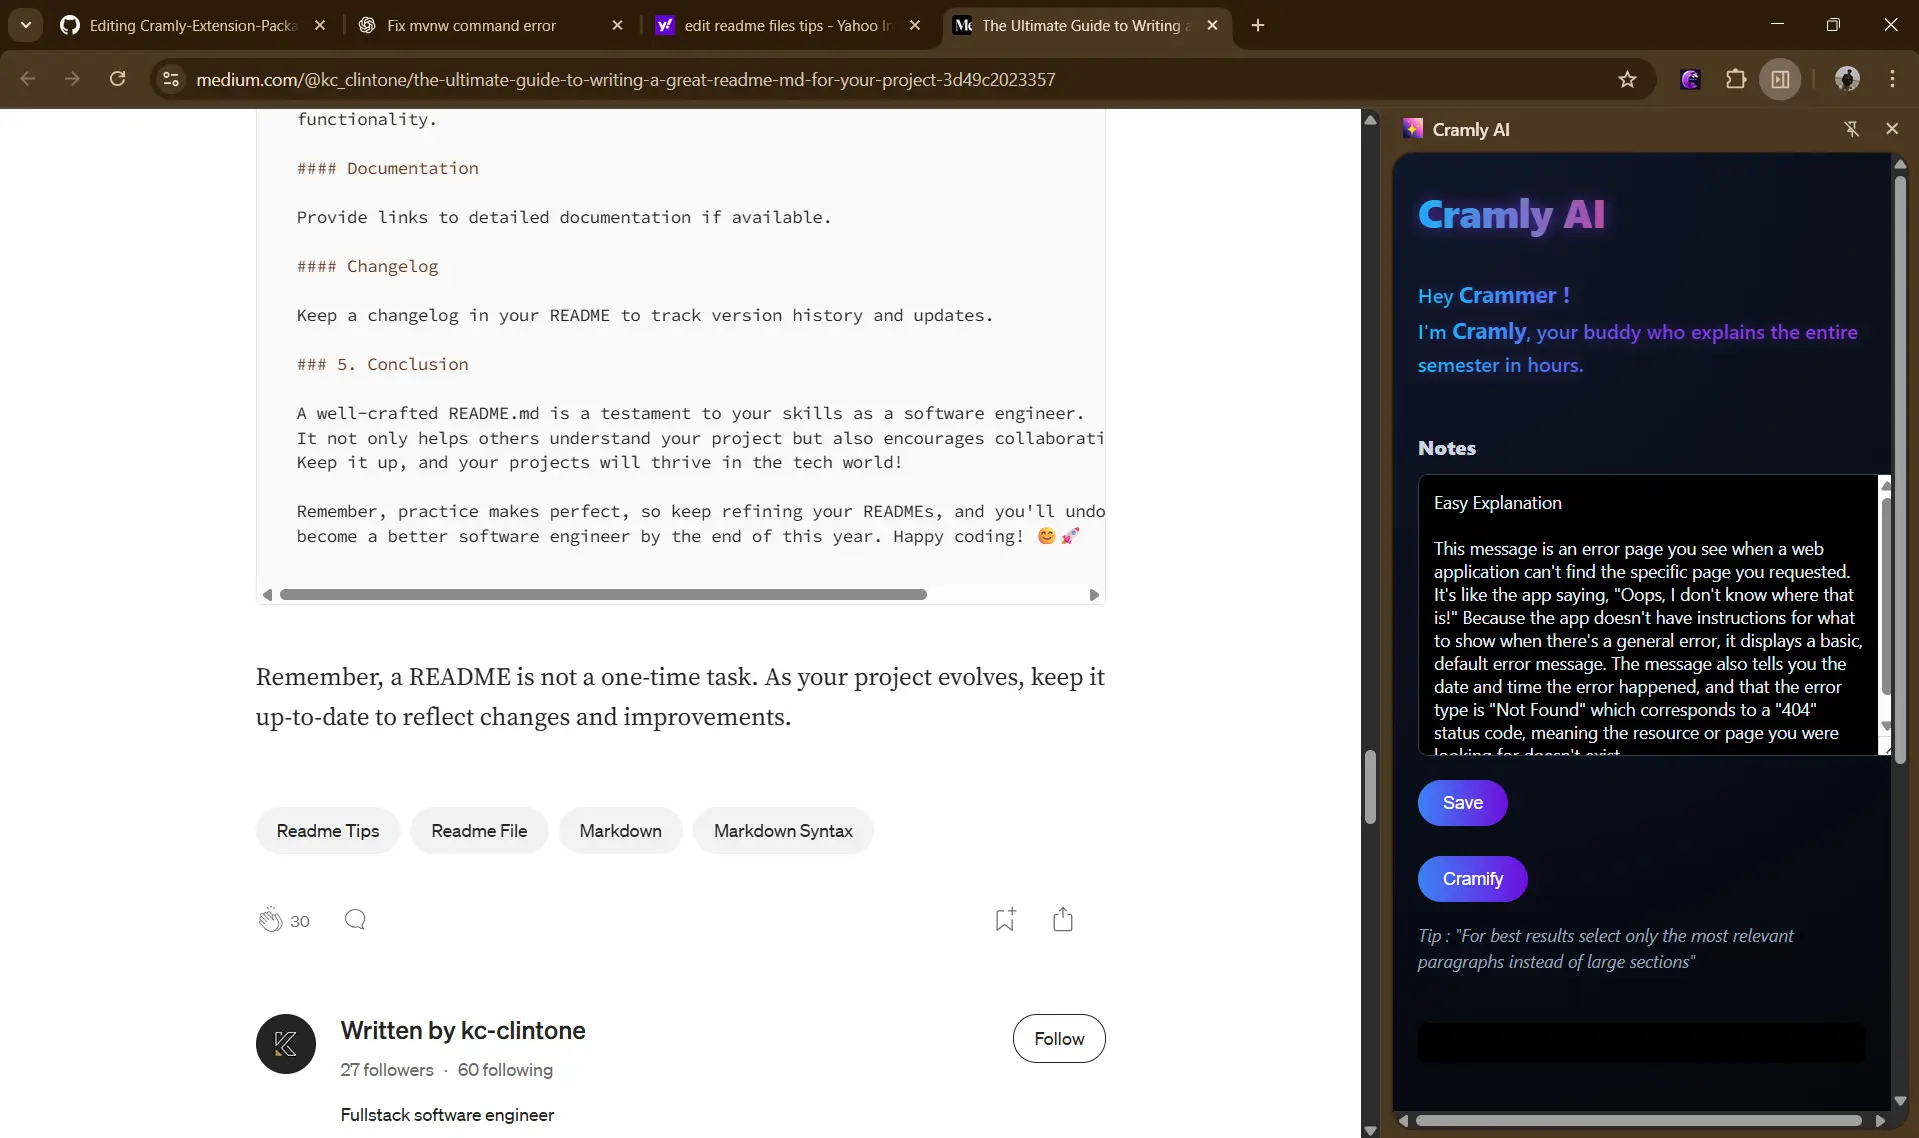 Editing Cramly-Extension-Packa
Fix mvnw command error
edit readme files tips - Yahoo In
The Ultimate Guide to Writing a
medium.com/@kc_clintone/the-ultimate-guide-to-writing-a-great-readme-md-for-your-project-3d49c2023357
functionality.
#### Documentation
Provide links to detailed documentation if available.
#### Changelog
Keep a changelog in your README to track version history and updates.
### 5. Conclusion
A well-crafted README.md is a testament to your skills as a software engineer.
It not only helps others understand your project but also encourages collaborati
Keep it up, and your projects will thrive in the tech world!
Remember, practice makes perfect, so keep refining your READMEs, and you'll undo
become a better software engineer by the end of this year. Happy coding! 😊🚀
Remember, a README is not a one-time task. As your project evolves, keep it
up-to-date to reflect changes and improvements.
Readme Tips
Readme File
Markdown
Markdown Syntax
30
Written by kc-clintone
27 followers · 60 following
Fullstack software engineer
Follow
Cramly AI
Cramly AI
Hey Crammer !
I'm Cramly, your buddy who explains the entire
semester in hours.
Notes
Easy Explanation
This message is an error page you see when a web
application can't find the specific page you requested.
It's like the app saying, "Oops, I don't know where that
is!" Because the app doesn't have instructions for what
to show when there's a general error, it displays a basic,
default error message. The message also tells you the
date and time the error happened, and that the error
type is "Not Found" which corresponds to a "404"
status code, meaning the resource or page you were
looking for doesn't exist.
Save
Cramify
Tip : "For best results select only the most relevant
paragraphs instead of large sections"